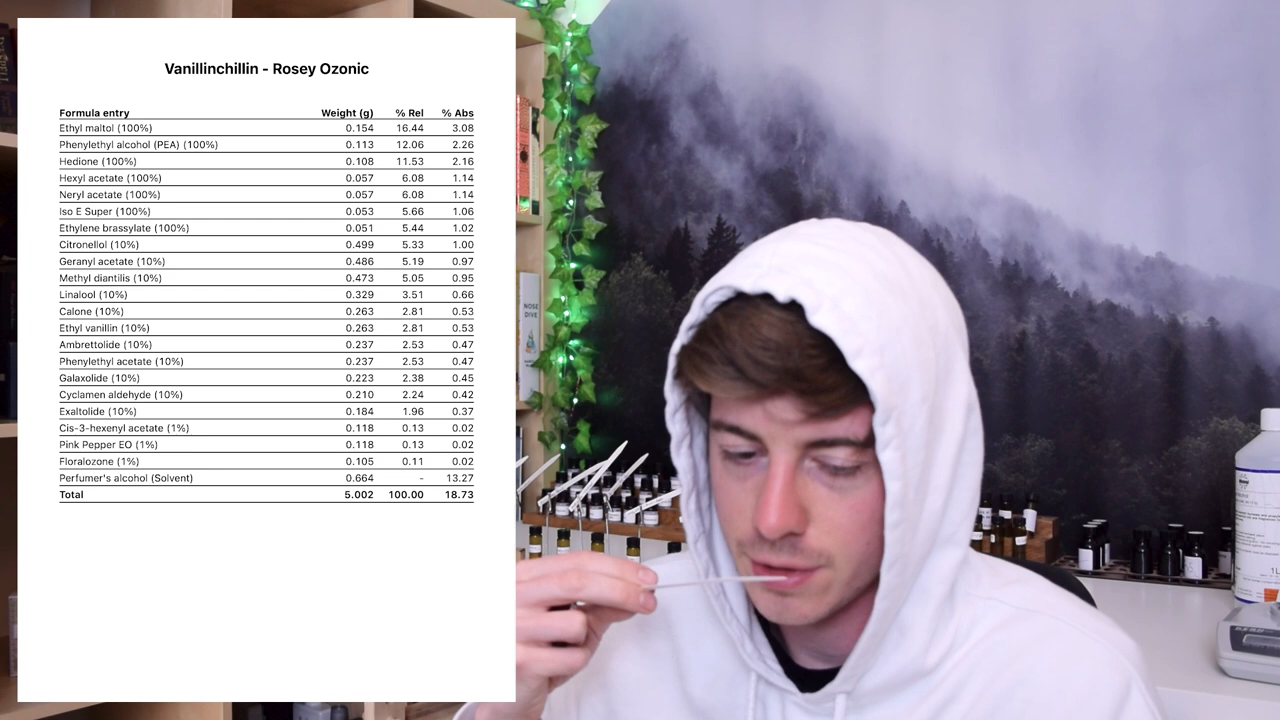 Vanillinchillin - Rosey Ozonic
Formula entry Weight (g) % Rel % Abs
Ethyl maltol (100%) 0.154 16.44 3.08
Phenylethyl alcohol (PEA) (100%) 0.113 12.06 2.26
Hedione (100%) 0.108 11.53 2.16
Hexyl acetate (100%) 0.057 6.08 1.14
Neryl acetate (100%) 0.057 6.08 1.14
Iso E Super (100%) 0.053 5.66 1.06
Ethylene brassylate (100%) 0.051 5.44 1.02
Citronellol (10%) 0.499 5.33 1.00
Geranyl acetate (10%) 0.486 5.19 0.97
Methyl diantilis (10%) 0.473 5.05 0.95
Linalool (10%) 0.329 3.51 0.66
Calone (10%) 0.263 2.81 0.53
Ethyl vanillin (10%) 0.263 2.81 0.53
Ambrettolide (10%) 0.237 2.53 0.47
Phenylethyl acetate (10%) 0.237 2.53 0.47
Galaxolide (10%) 0.223 2.38 0.45
Cyclamen aldehyde (10%) 0.210 2.24 0.42
Exaltolide (10%) 0.184 1.96 0.37
Cis-3-hexenyl acetate (1%) 0.118 0.13 0.02
Pink Pepper EO (1%) 0.118 0.13 0.02
Floralozone (1%) 0.105 0.11 0.02
Perfumer's alcohol (Solvent) 0.664 - 13.27
Total 5.002 100.00 18.73
NOSE
DIVE